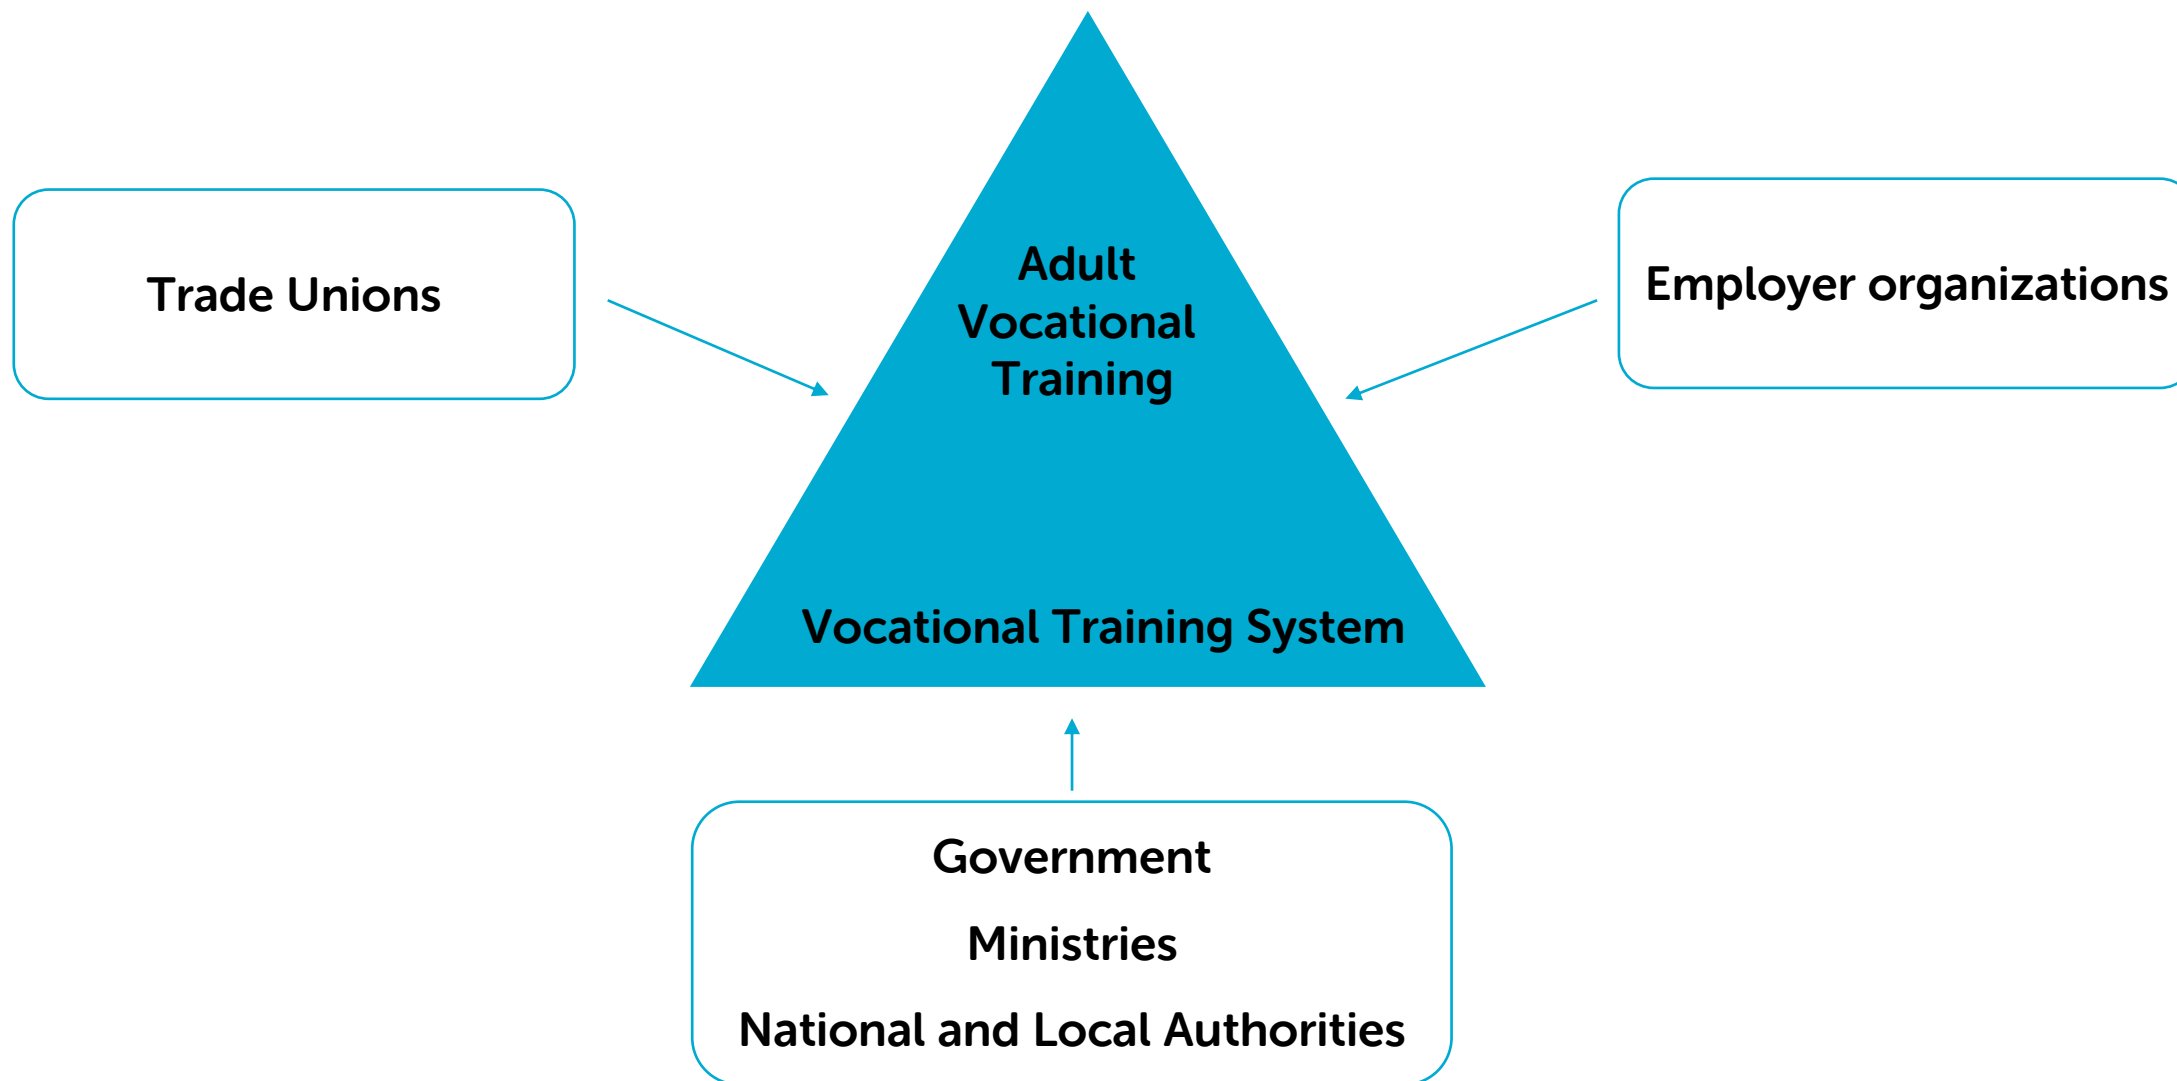 Trade Unions
Adult
Vocational
Training
Employer organizations
Vocational Training System
Government
Ministries
National and Local Authorities